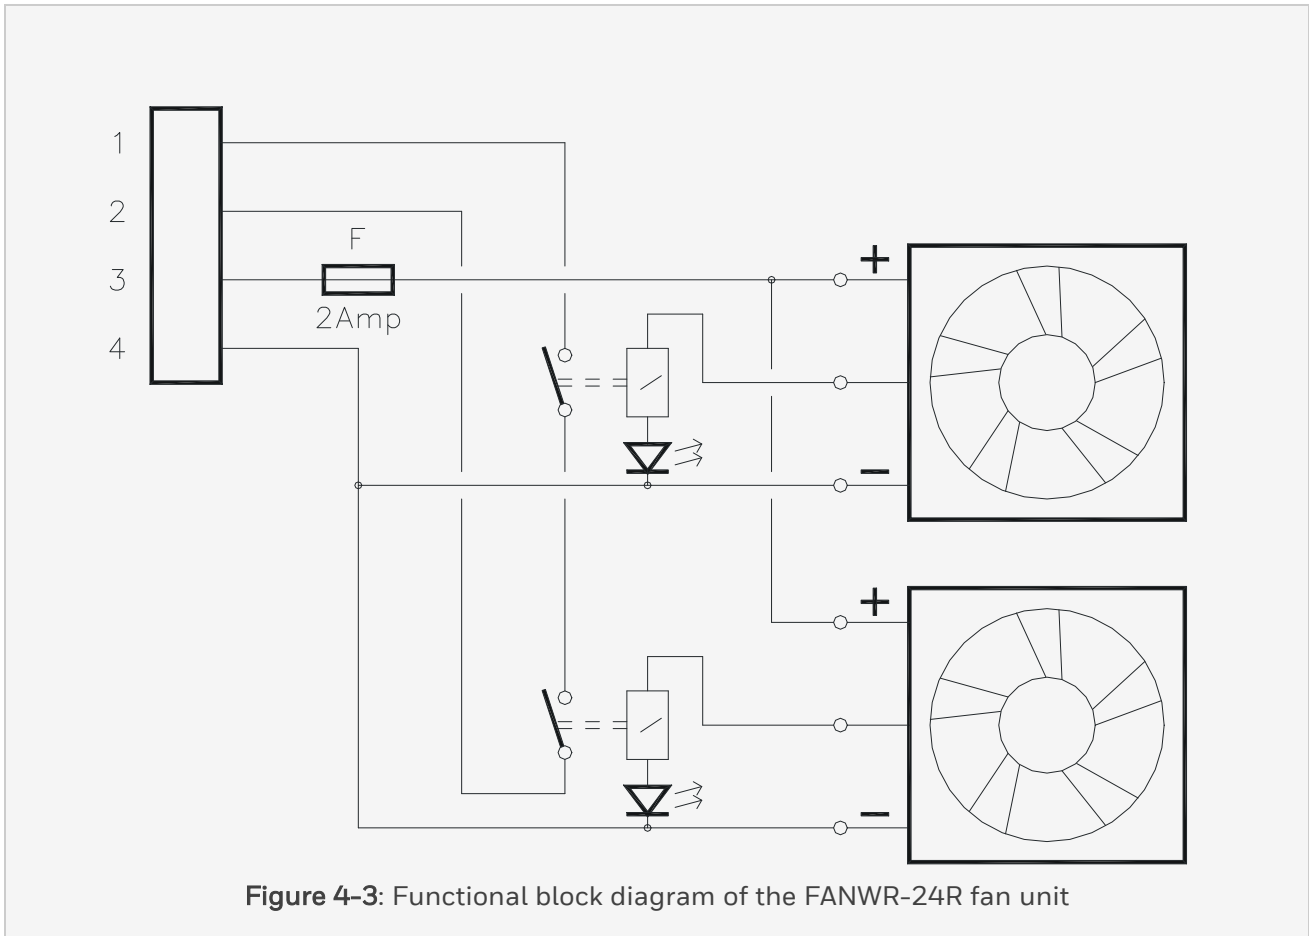 1
2
F
3
2Amp
4
+
−
+
−
Figure 4-3: Functional block diagram of the FANWR-24R fan unit